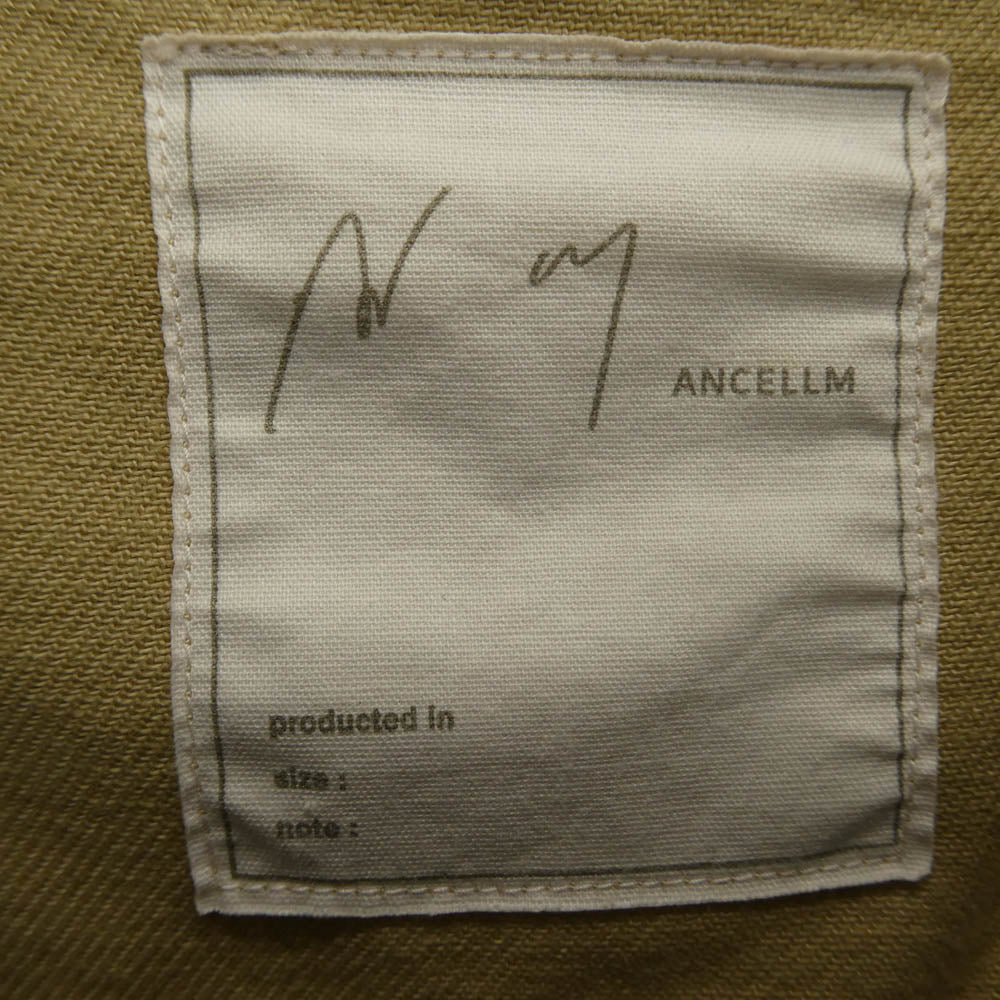 ANCELLM
producted in
size :
note :